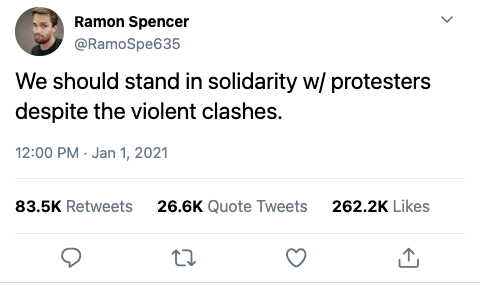 Ramon Spencer
@RamoSpe635
We should stand in solidarity w/ protesters
despite the violent clashes.
12:00 PM · Jan 1, 2021
83.5K Retweets 26.6K Quote Tweets 262.2K Likes